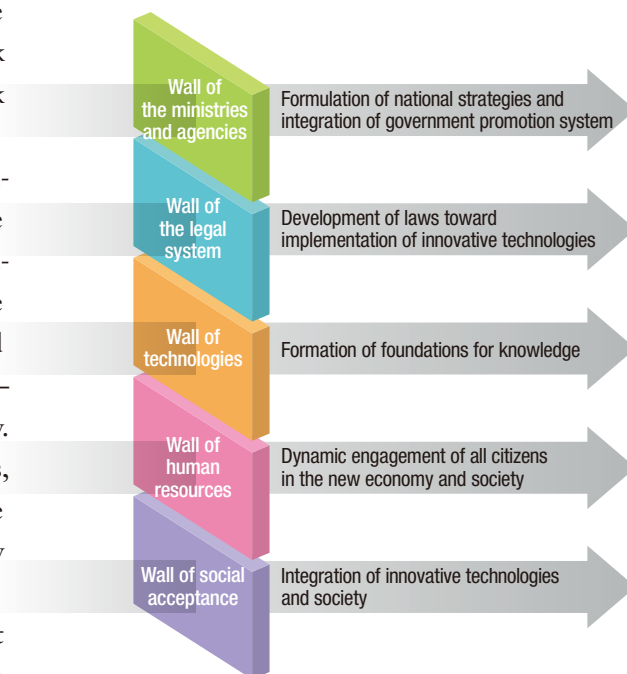 Wall of
the ministries
and agencies
Formulation of national strategies and
integration of government promotion system
Wall of
the legal
system
Development of laws toward
implementation of innovative technologies
Wall of
technologies
Formation of foundations for knowledge
Wall of
human
resources
Dynamic engagement of all citizens
in the new economy and society
Wall of social
acceptance
Integration of innovative technologies
and society